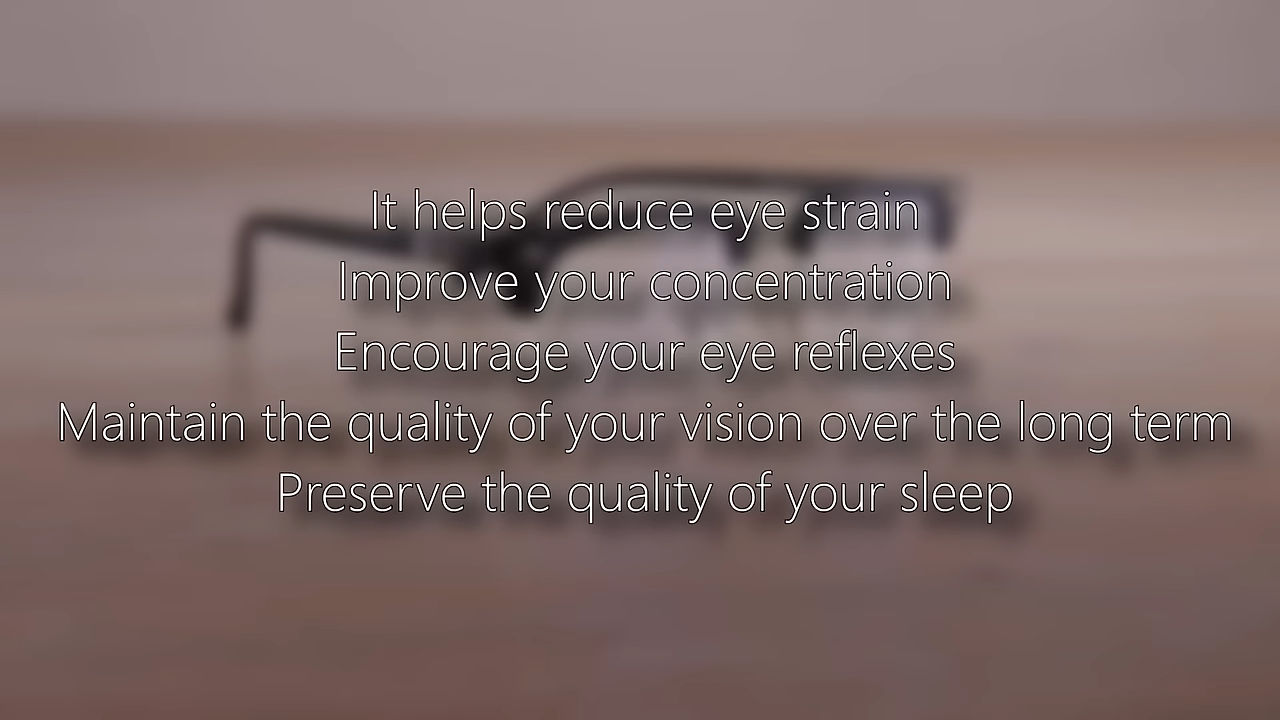 It helps reduce eye strain
Improve your concentration
Encourage your eye reflexes
Maintain the quality of your vision over the long term
Preserve the quality of your sleep